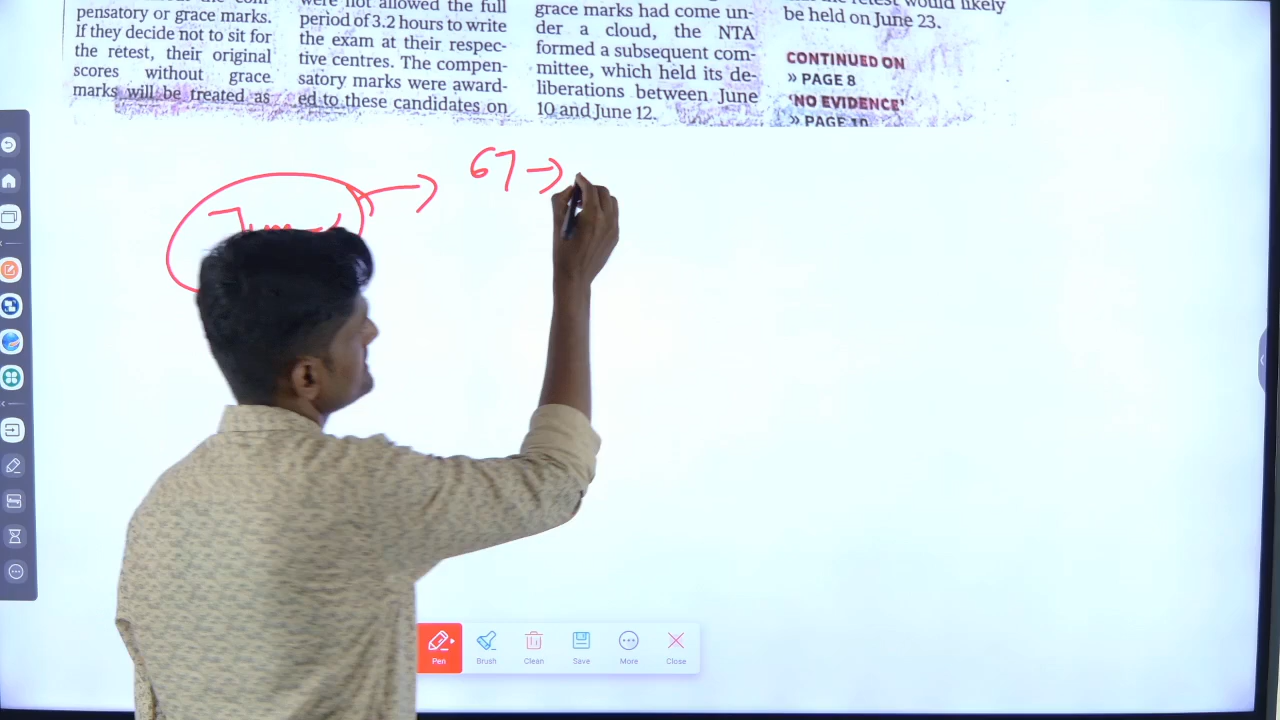 pensatory or grace marks.
If they decide not to sit for
the retest, their original
scores without grace
marks will be treated as
were not allowed the full
period of 3.2 hours to write
the exam at their respec-
tive centres. The compen-
satory marks were award-
ed to these candidates on
grace marks had come un-
der a cloud, the NTA
formed a subsequent com-
mittee, which held its de-
liberations between June
10 and June 12.
would likely
be held on June 23.
CONTINUED ON
» PAGE 8
'NO EVIDENCE'
» PAGE 10
67 →
Pen
Brush
Clean
Save
More
Close